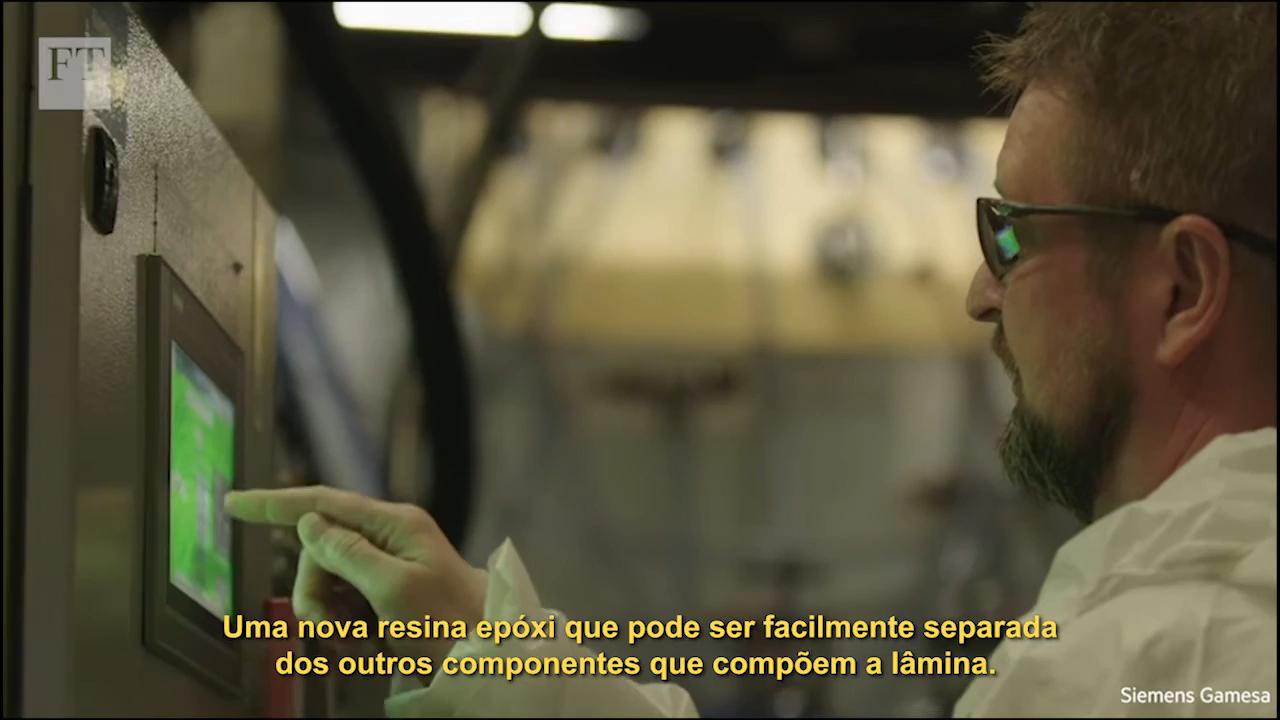 FT
Uma nova resina epóxi que pode ser facilmente separada
dos outros componentes que compõem a lâmina.
Siemens Gamesa